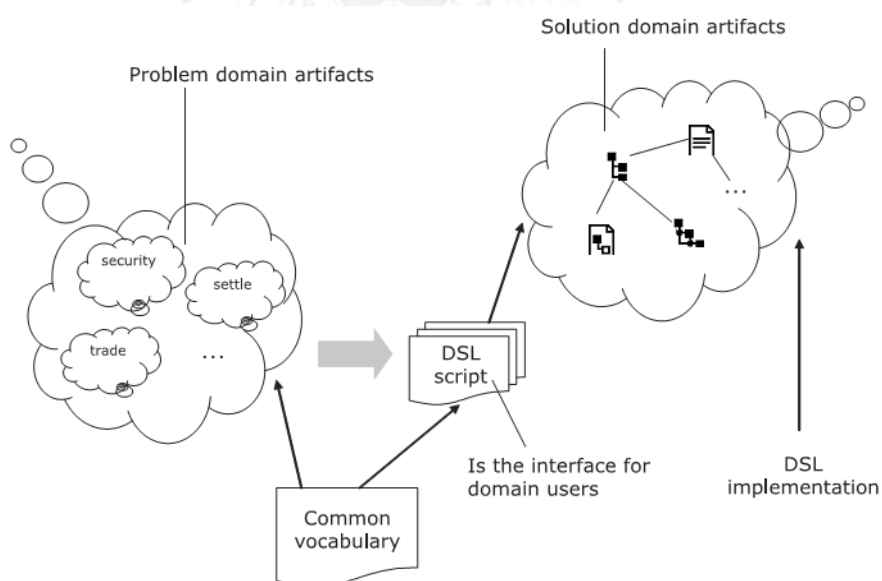 Solution domain artifacts
Problem domain artifacts
...
security
settle
trade
...
DSL
script
Is the interface for
domain users
DSL
implementation
Common
vocabulary